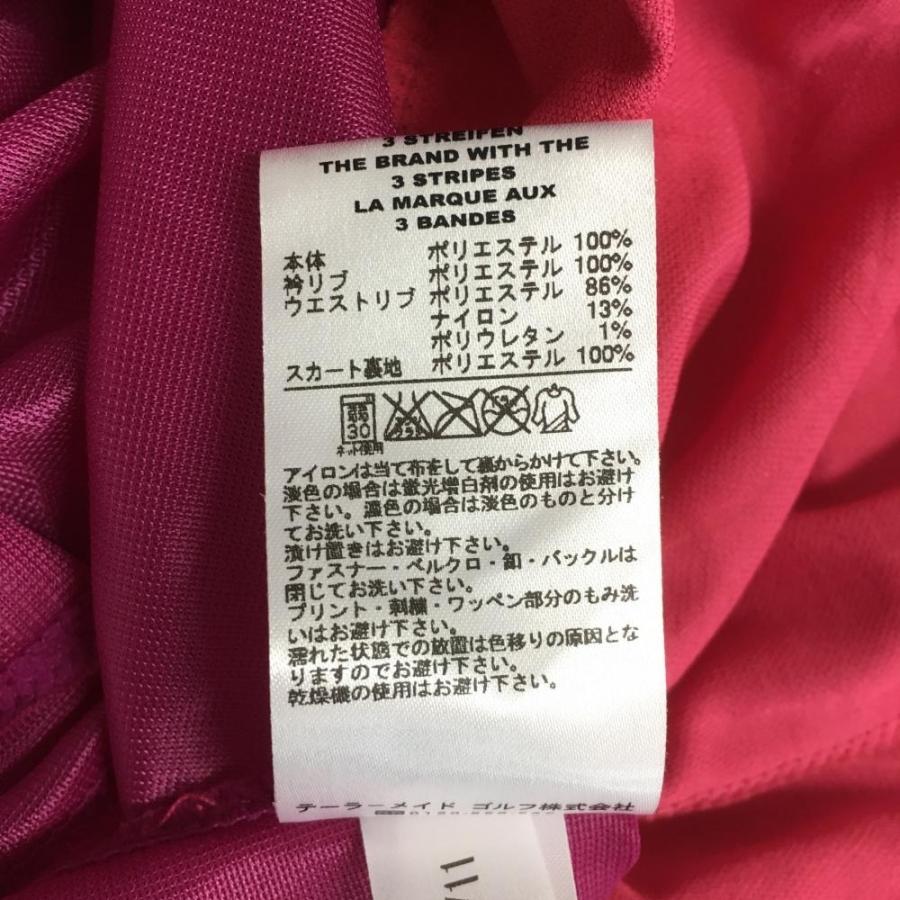 3 STREIFEN
THE BRAND WITH THE
3 STRIPES
LA MARQUE AUX
3 BANDES
本体 ポリエステル 100%
衿リブ ポリエステル 100%
ウエストリブ ポリエステル 86%
ナイロン 13%
ポリウレタン 1%
スカート裏地 ポリエステル 100%
弱
30
ネット使用
アイロンは当て布をして裏からかけて下さい。
淡色の場合は蛍光増白剤の使用はお避け
下さい。濃色の場合は淡色のものと分け
てお洗い下さい。
漬け置きはお避け下さい。
ファスナー・ベルクロ・釦・バックルは
閉じてお洗い下さい。
プリント・刺繍・ワッペン部分のもみ洗
いはお避け下さい。
濡れた状態での放置は色移りの原因とな
りますのでお避け下さい。
乾燥機の使用はお避け下さい。
テーラーメイド ゴルフ株式会社